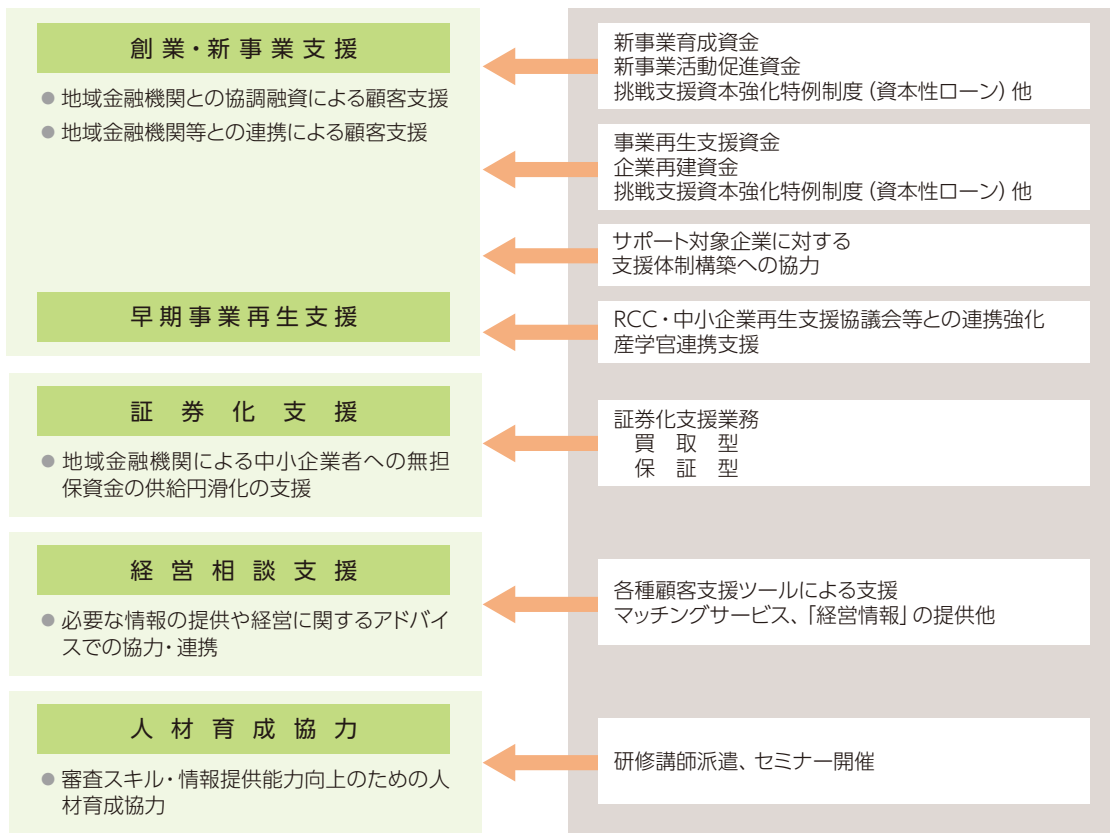 創業・新事業支援
● 地域金融機関との協調融資による顧客支援
● 地域金融機関等との連携による顧客支援
早期事業再生支援
新事業育成資金
新事業活動促進資金
挑戦支援資本強化特例制度（資本性ローン）他
事業再生支援資金
企業再建資金
挑戦支援資本強化特例制度（資本性ローン）他
サポート対象企業に対する
支援体制構築への協力
RCC・中小企業再生支援協議会等との連携強化
産学官連携支援
証券化支援
● 地域金融機関による中小企業者への無担
保資金の供給円滑化の支援
証券化支援業務
買取型
保証型
経営相談支援
● 必要な情報の提供や経営に関するアドバイ
スでの協力・連携
各種顧客支援ツールによる支援
マッチングサービス、「経営情報」の提供他
人材育成協力
● 審査スキル・情報提供能力向上のための人
材育成協力
研修講師派遣、セミナー開催